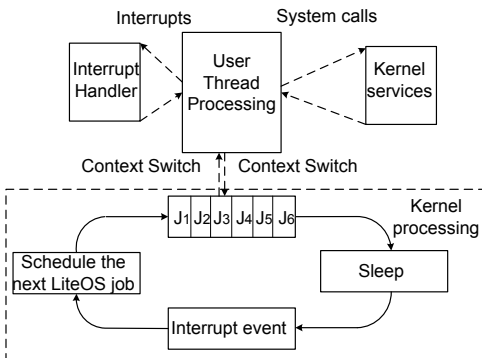 Interrupts
System calls
Interrupt
Handler
User
Thread
Processing
Kernel
services
Context Switch
Context Switch
J1 J2 J3 J4 J5 J6
Kernel
processing
Schedule the
next LiteOS job
Sleep
Interrupt event